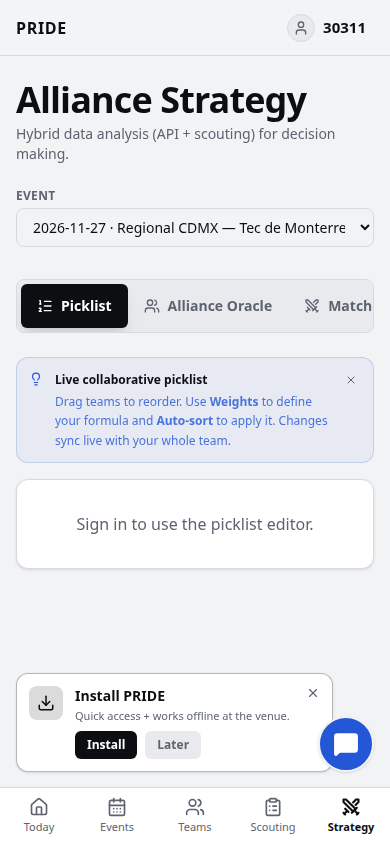 PRIDE
30311
Alliance Strategy
Hybrid data analysis (API + scouting) for decision
making.
EVENT
2026-11-27 · Regional CDMX — Tec de Monterre
Picklist
Alliance Oracle
Match
Live collaborative picklist
Drag teams to reorder. Use Weights to define
your formula and Auto-sort to apply it. Changes
sync live with your whole team.
Sign in to use the picklist editor.
Install PRIDE
Quick access + works offline at the venue.
Install
Later
Today
Events
Teams
Scouting
Strategy